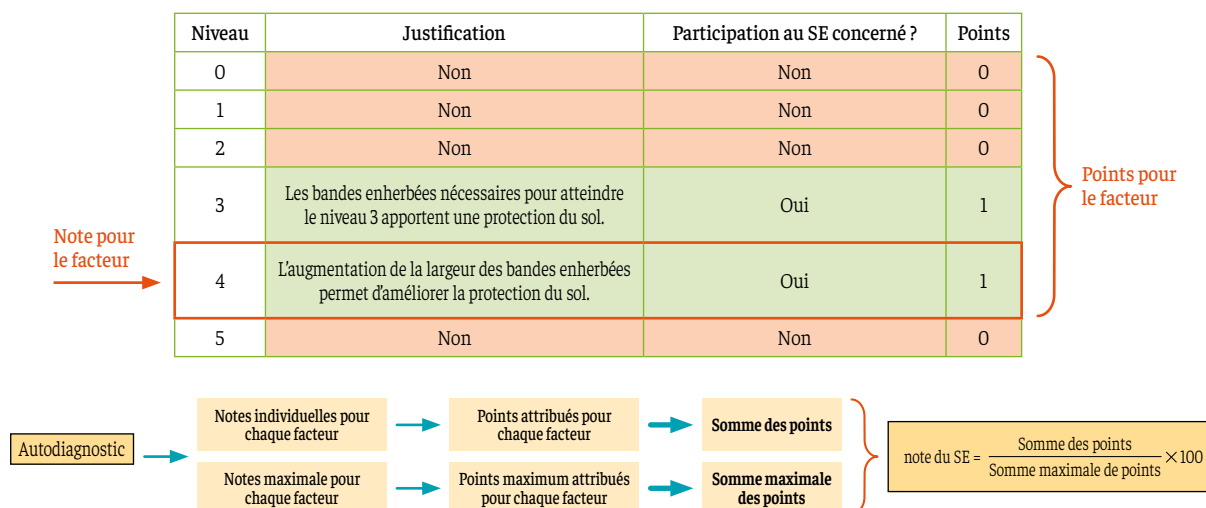 Niveau Justification Participation au SE concerné ? Points
0 Non Non 0
1 Non Non 0
2 Non Non 0
3 Les bandes enherbées nécessaires pour atteindre
le niveau 3 apportent une protection du sol. Oui 1
Points pour
le facteur
Note pour
le facteur
4 L'augmentation de la largeur des bandes enherbées
permet d'améliorer la protection du sol. Oui 1
5 Non Non 0
Autodiagnostic
Notes individuelles pour
chaque facteur
Points attribués pour
chaque facteur
Somme des points
Notes maximale pour
chaque facteur
Points maximum attribués
pour chaque facteur
Somme maximale
des points
note du SE = Somme des points
Somme maximale de points ×100